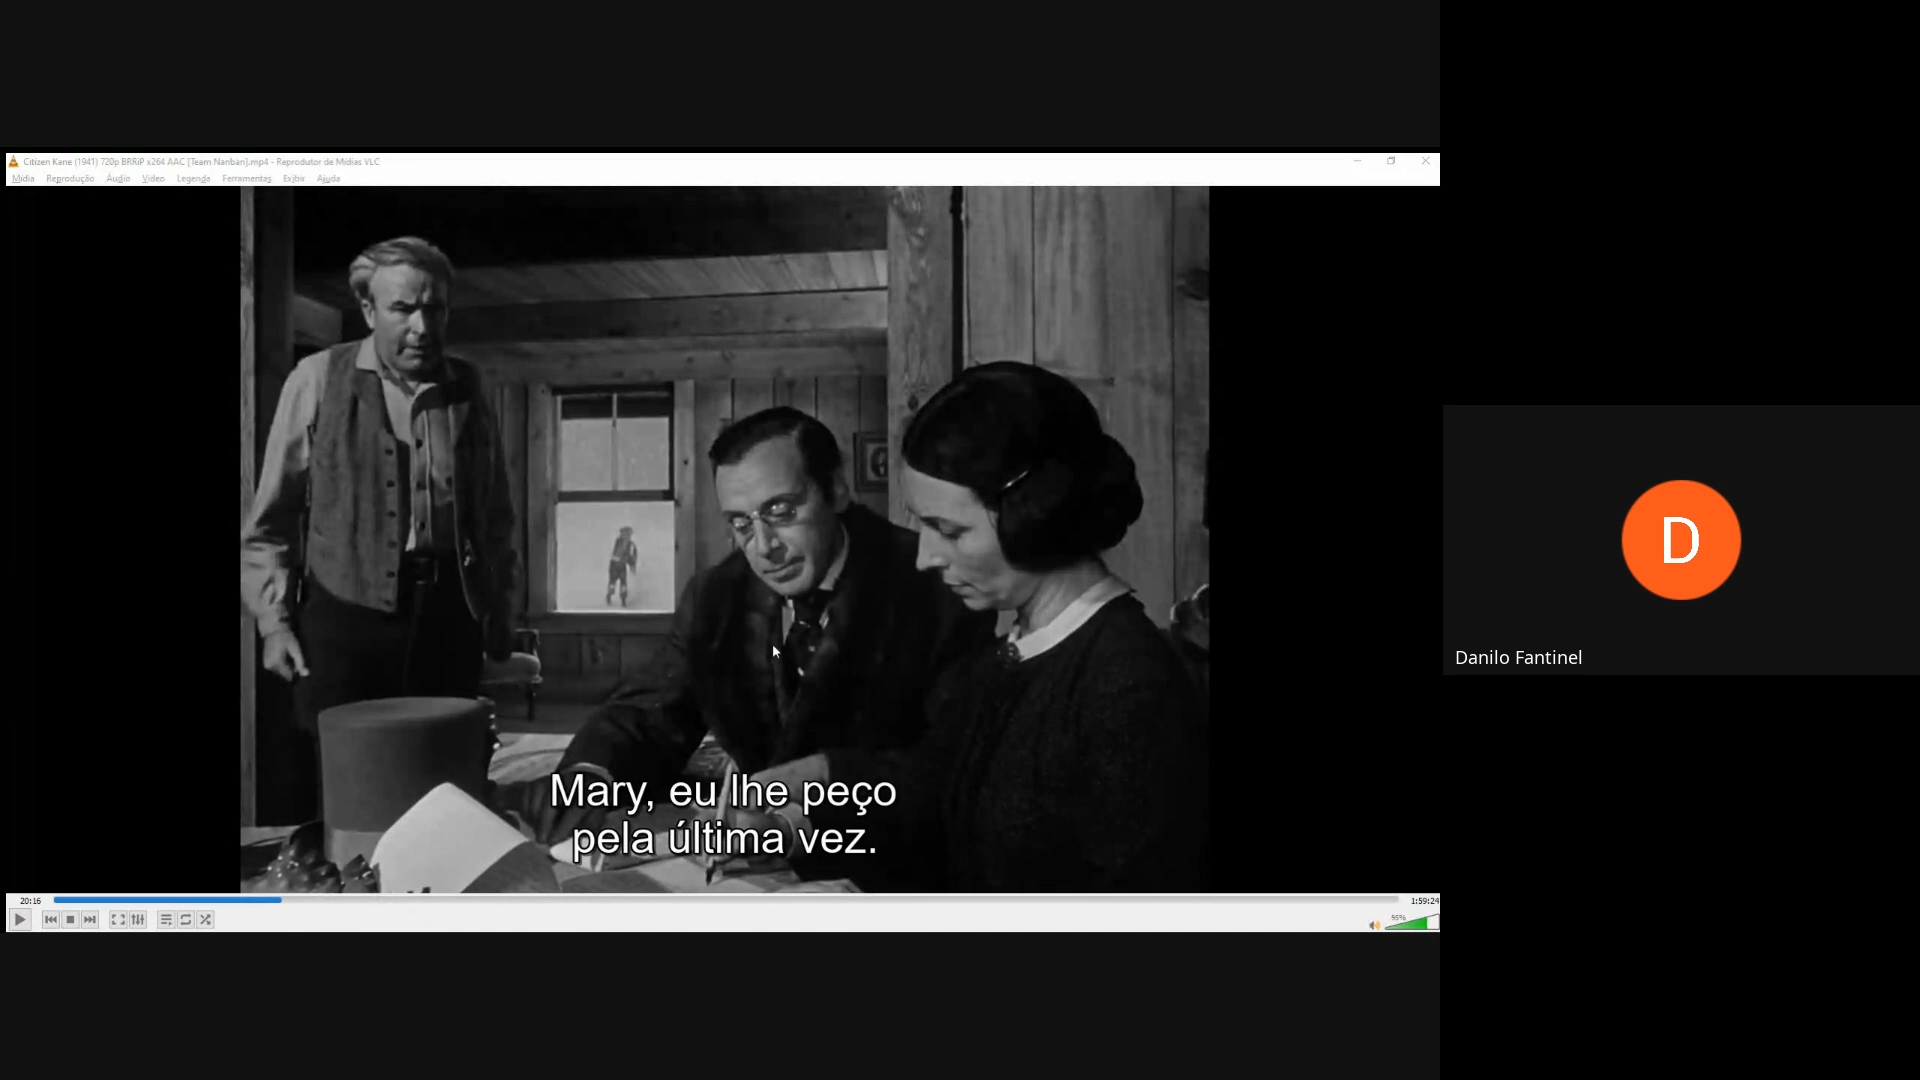 Citizen Kane (1941) 720p BRRiP x264 AAC [Team Nanban].mp4 - Reprodutor de Mídias VLC
Mídia Reprodução Áudio Vídeo Legenda Ferramentas Exibir Ajuda
Mary, eu lhe peço
pela última vez.
20:16
1:59:24
95%
D
Danilo Fantinel